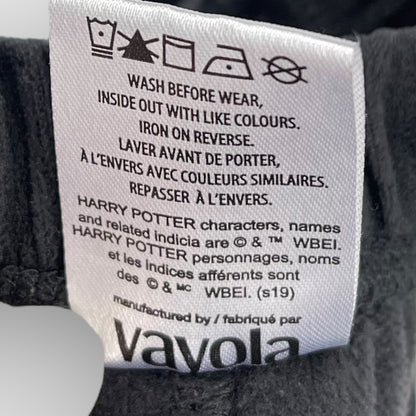 WASH BEFORE WEAR,
INSIDE OUT WITH LIKE COLOURS.
IRON ON REVERSE.
LAVER AVANT DE PORTER,
À L'ENVERS AVEC COULEURS SIMILAIRES.
REPASSER À L'ENVERS.
HARRY POTTER characters, names
and related indicia are © & ™ WBEI.
HARRY POTTER personnages, noms
et les indices afférents sont
des © & MC WBEI. (s19)
manufactured by / fabriqué par
Vayola